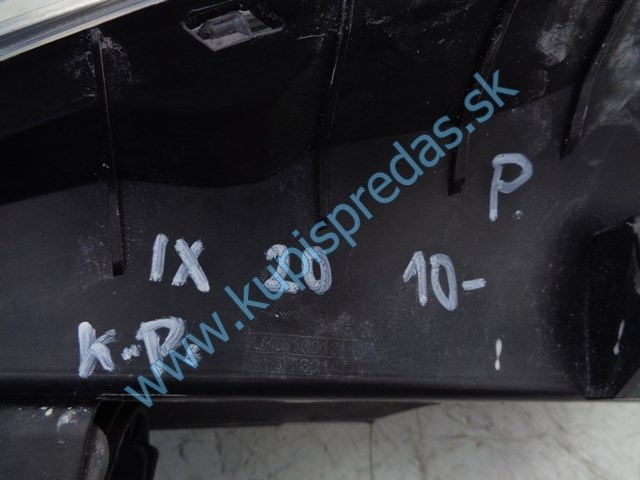 P.
IX 20 10-
K-D.
www.kupispredas.sk